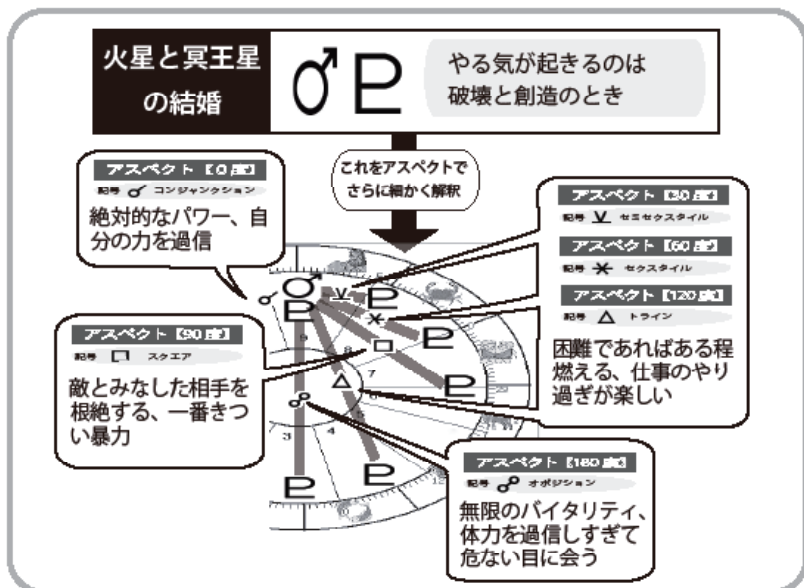 火星と冥王星
の結婚
♂♇
やる気が起きるのは
破壊と創造のとき
これをアスペクトで
さらに細かく解釈
アスペクト【0度】
記号 ☌ コンジャンクション
絶対的なパワー、自
分の力を過信
アスペクト【30度】
記号 ⚺ セミセクスタイル
アスペクト【60度】
記号 ⚹ セクスタイル
アスペクト【120度】
記号 △ トライン
困難であればある程
燃える、仕事のやり
過ぎが楽しい
アスペクト【90度】
記号 □ スクエア
敵とみなした相手を
根絶する、一番きつ
い暴力
アスペクト【180度】
記号 ☍ オポジション
無限のバイタリティ、
体力を過信しすぎて
危ない目に会う
9
8
7
6
3
4